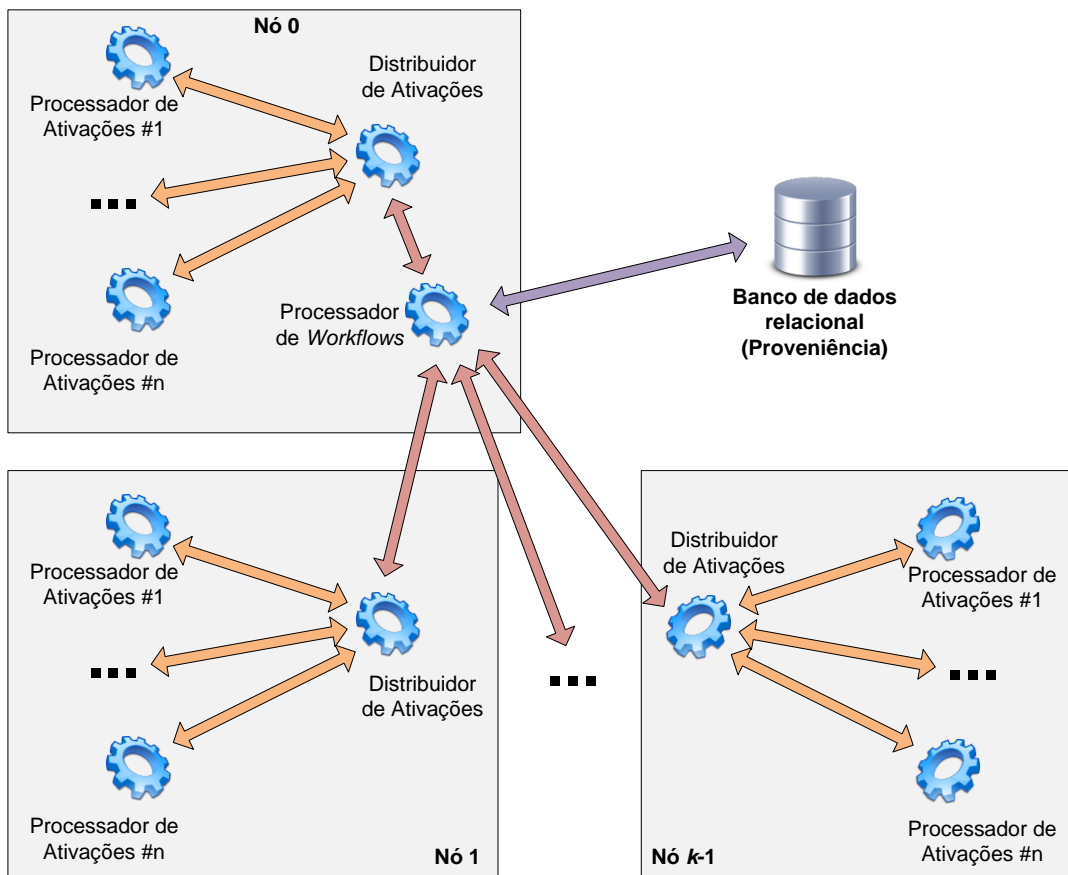 Nó 0
Distribuidor
de Ativações
Processador de
Ativações #1
Processador de
Ativações #n
Processador
de Workflows
Banco de dados
relacional
(Proveniência)
Processador de
Ativações #1
Distribuidor
de Ativações
Processador de
Ativações #n
Nó 1
Distribuidor
de Ativações
Processador de
Ativações #1
Processador de
Ativações #n
Nó k-1